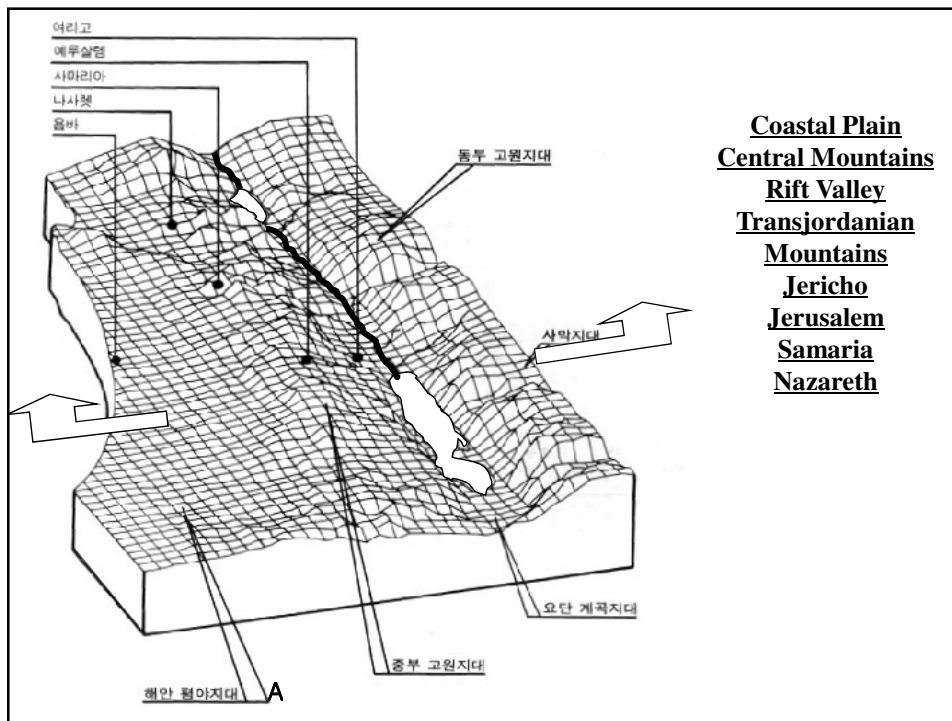 여리고
예루살렘
사마리아
나사렛
욥바
동부 고원지대
사막지대
요단 계곡지대
중부 고원지대
해안 평야지대
A
Coastal Plain
Central Mountains
Rift Valley
Transjordanian
Mountains
Jericho
Jerusalem
Samaria
Nazareth